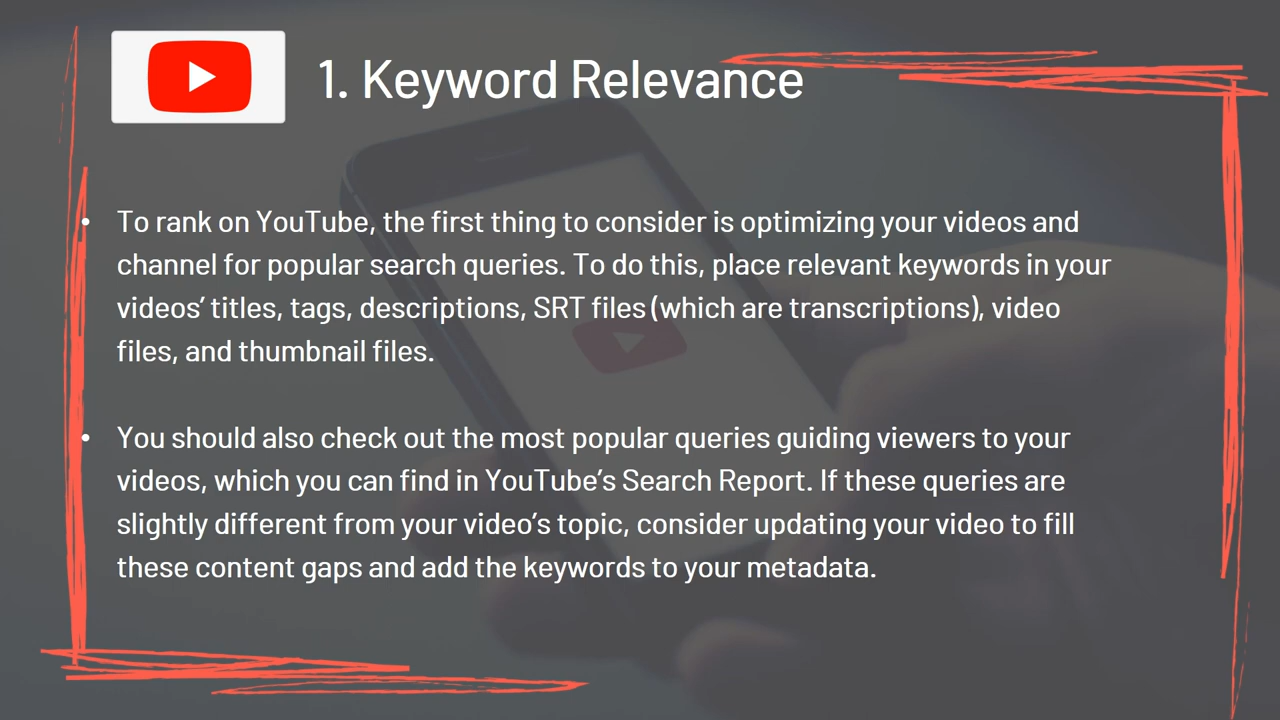 1. Keyword Relevance
• To rank on YouTube, the first thing to consider is optimizing your videos and
channel for popular search queries. To do this, place relevant keywords in your
videos’ titles, tags, descriptions, SRT files (which are transcriptions), video
files, and thumbnail files.
• You should also check out the most popular queries guiding viewers to your
videos, which you can find in YouTube’s Search Report. If these queries are
slightly different from your video’s topic, consider updating your video to fill
these content gaps and add the keywords to your metadata.